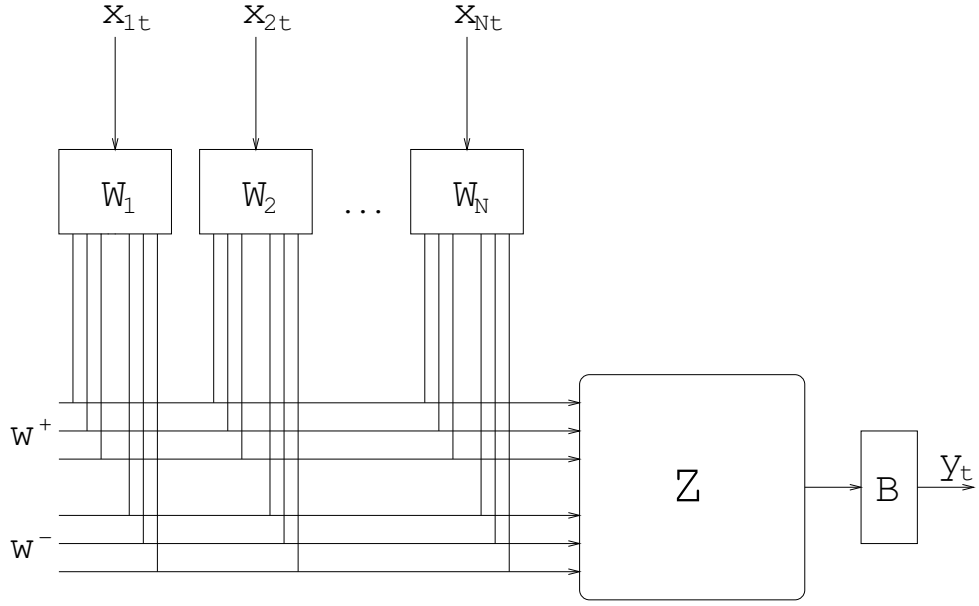 x₁ₜ x₂ₜ xₙₜ
W₁ W₂ ... Wₙ
w⁺
Z
B
yₜ
w⁻